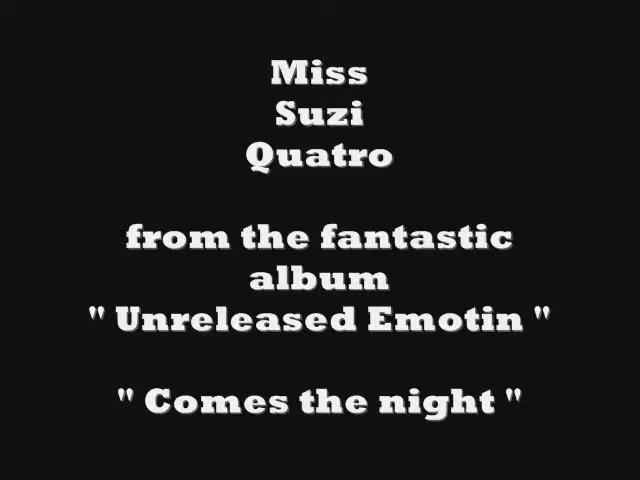 Miss
Suzi
Quatro
from the fantastic
album
" Unreleased Emotin "
" Comes the night "